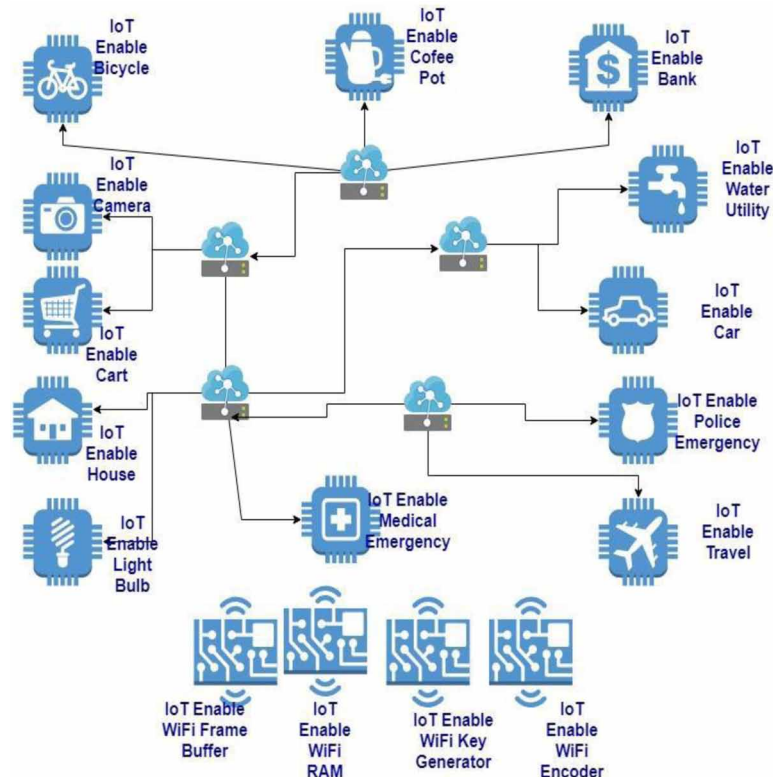 IoT
Enable
Bicycle
IoT
Enable
Cofee
Pot
IoT
Enable
Bank
$
IoT
Enable
Camera
IoT
Enable
Water
Utility
IoT
Enable
Cart
IoT
Enable
Car
IoT
Enable
House
IoT Enable
Police
Emergency
IoT
Enable
Light
Bulb
IoT Enable
Medical
Emergency
IoT
Enable
Travel
IoT Enable
WiFi Frame
Buffer
IoT
Enable
WiFi
RAM
IoT Enable
WiFi Key
Generator
IoT
Enable
WiFi
Encoder